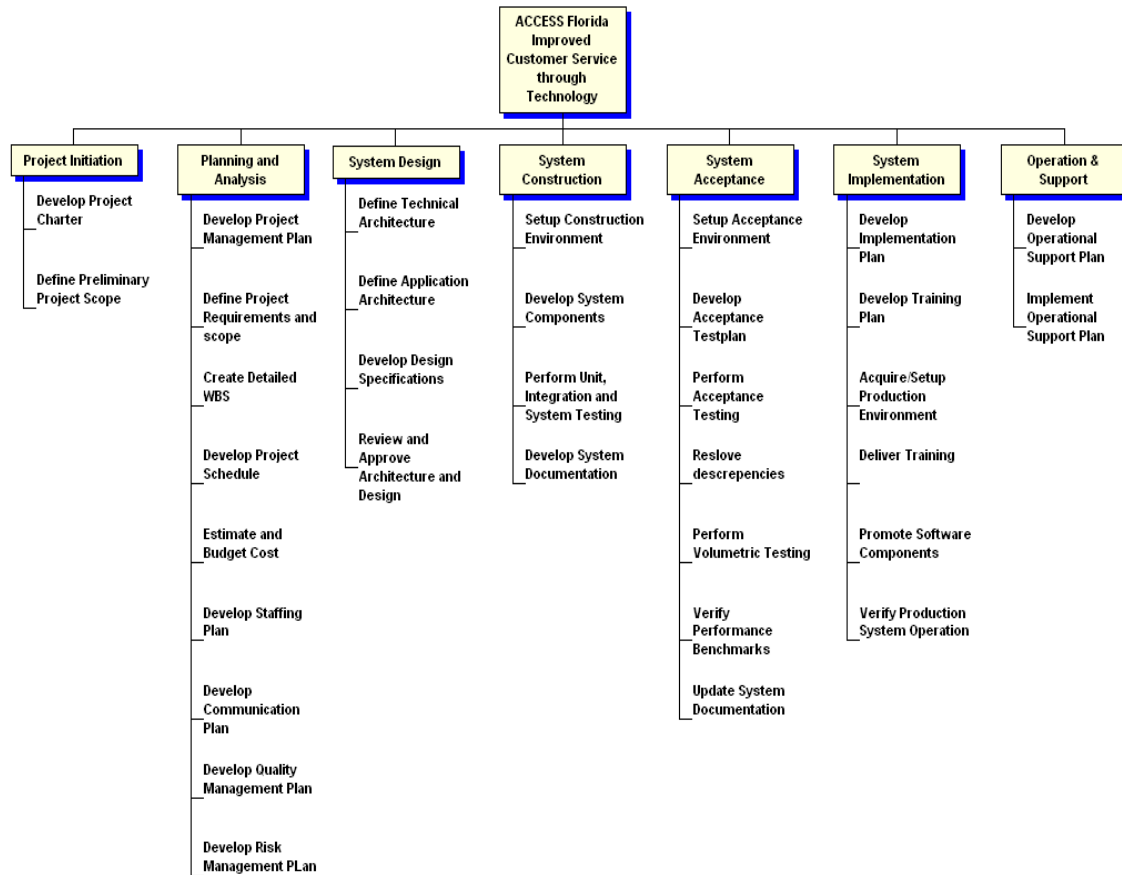 ACCESS Florida
Improved
Customer Service
through
Technology
Project Initiation
Develop Project
Charter
Define Preliminary
Project Scope
Planning and
Analysis
Develop Project
Management Plan
Define Project
Requirements and
scope
Create Detailed
WBS
Develop Project
Schedule
Estimate and
Budget Cost
Develop Staffing
Plan
Develop
Communication
Plan
Develop Quality
Management Plan
Develop Risk
Management PLan
System Design
Define Technical
Architecture
Define Application
Architecture
Develop Design
Specifications
Review and
Approve
Architecture and
Design
System
Construction
Setup Construction
Environment
Develop System
Components
Perform Unit,
Integration and
System Testing
Develop System
Documentation
System
Acceptance
Setup Acceptance
Environment
Develop
Acceptance
Testplan
Perform
Acceptance
Testing
Reslove
descrepencies
Perform
Volumetric Testing
Verify
Performance
Benchmarks
Update System
Documentation
System
Implementation
Develop
Implementation
Plan
Develop Training
Plan
Acquire/Setup
Production
Environment
Deliver Training
Promote Software
Components
Verify Production
System Operation
Operation &
Support
Develop
Operational
Support Plan
Implement
Operational
Support Plan